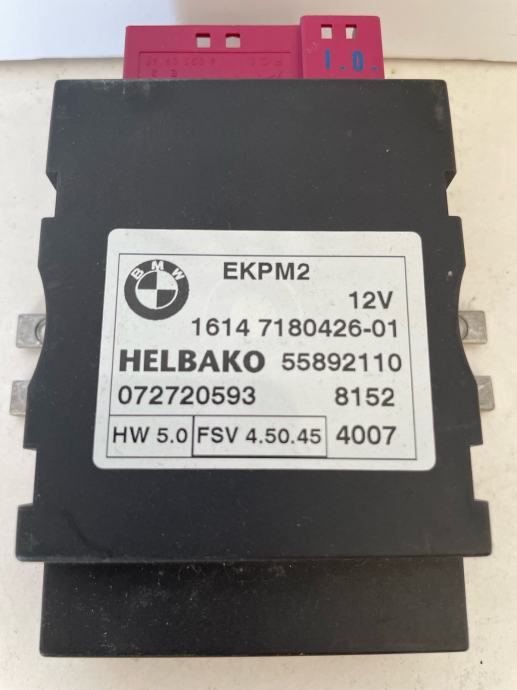 I.O.
BMW
EKPM2
12V
1614 7180426-01
HELBAKO 55892110
072720593 8152
HW 5.0 FSV 4.50.45 4007